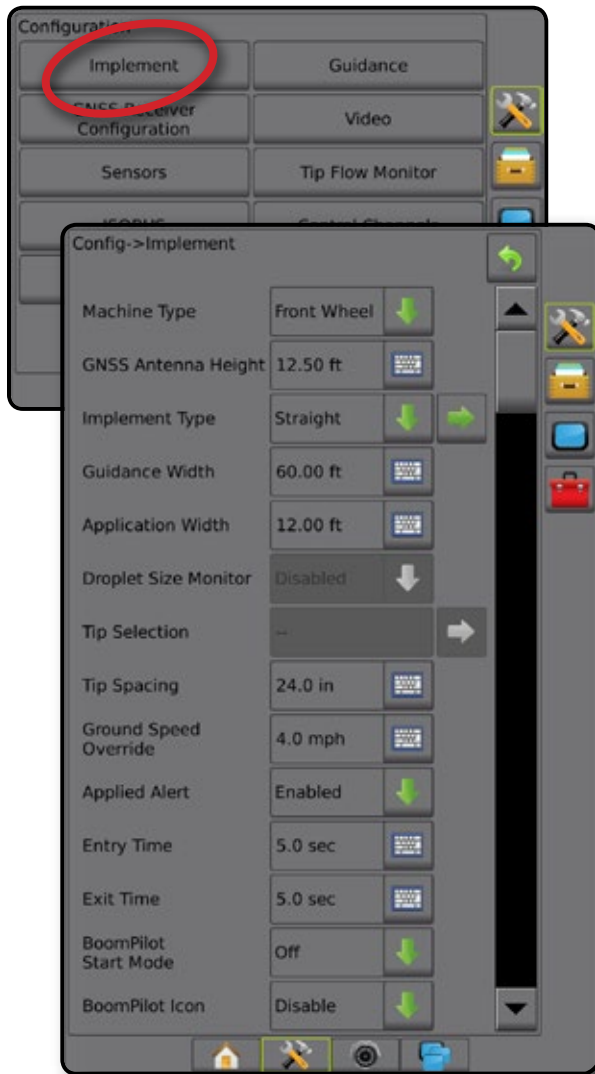 Configuration
Implement
Guidance
GNSS Receiver
Configuration
Video
Sensors
Tip Flow Monitor
Config->Implement
Machine Type
Front Wheel
GNSS Antenna Height
12.50 ft
Implement Type
Straight
Guidance Width
60.00 ft
Application Width
12.00 ft
Droplet Size Monitor
Disabled
Tip Selection
--
Tip Spacing
24.0 in
Ground Speed
Override
4.0 mph
Applied Alert
Enabled
Entry Time
5.0 sec
Exit Time
5.0 sec
BoomPilot
Start Mode
Off
BoomPilot Icon
Disable